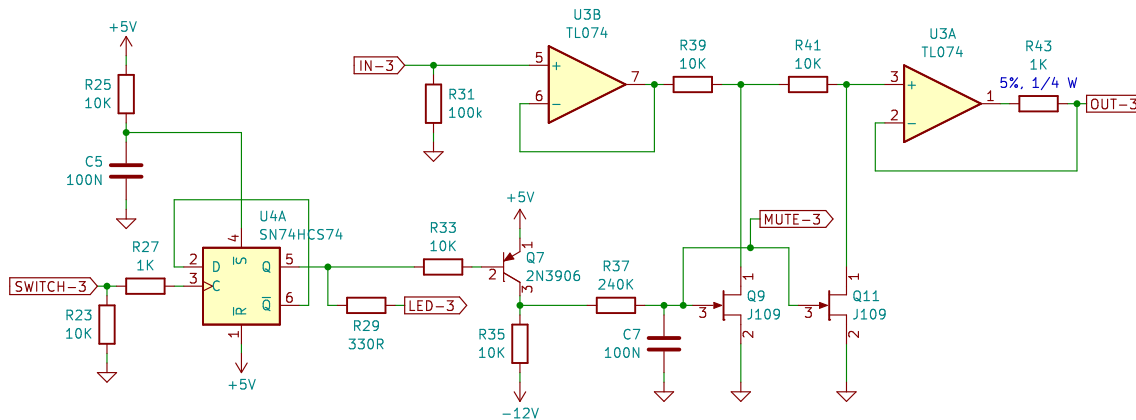 U3B
TL074
U3A
TL074
+5V
R39
10K
R41
10K
R43
1K
5%, 1/4 W
IN-3
5
+
7
6
−
3
+
1
2
−
OUT-3
R25
10K
R31
100k
C5
100N
+5V
MUTE-3
U4A
SN74HCS74
4
R33
10K
1
Q7
2N3906
2
3
R27
1K
2
D
S
Q
5
SWITCH-3
3
C
Q
6
R
1
+5V
R23
10K
R29
330R
LED-3
R37
240K
R35
10K
-12V
C7
100N
1
Q9
J109
3
2
1
Q11
J109
3
2